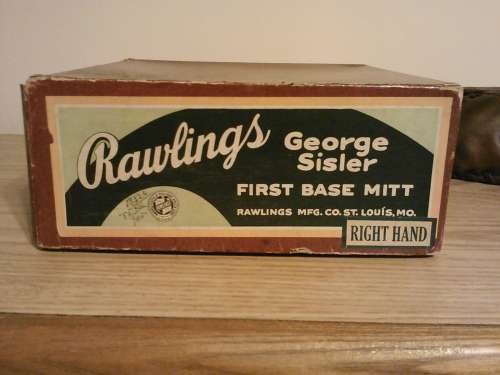 Rawlings
George
Sisler
FIRST BASE MITT
RAWLINGS MFG. CO. ST. LOUIS, MO.
RIGHT HAND